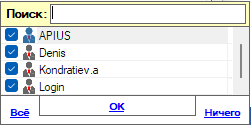 Поиск:
APIUS
Denis
Kondratiev.a
Login
Всё OK Ничего